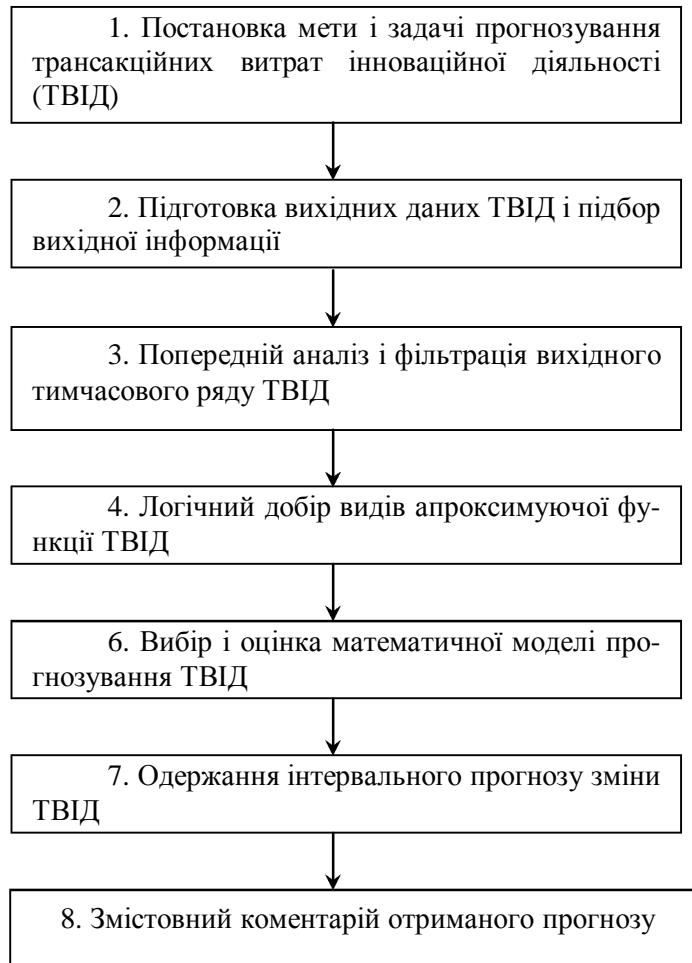 1. Постановка мети і задачі прогнозування
трансакційних витрат інноваційної діяльності
(ТВІД)
2. Підготовка вихідних даних ТВІД і підбор
вихідної інформації
3. Попередній аналіз і фільтрація вихідного
тимчасового ряду ТВІД
4. Логічний добір видів апроксимуючої фу-
нкції ТВІД
6. Вибір і оцінка математичної моделі про-
гнозування ТВІД
7. Одержання інтервального прогнозу зміни
ТВІД
8. Змістовний коментарій отриманого прогнозу